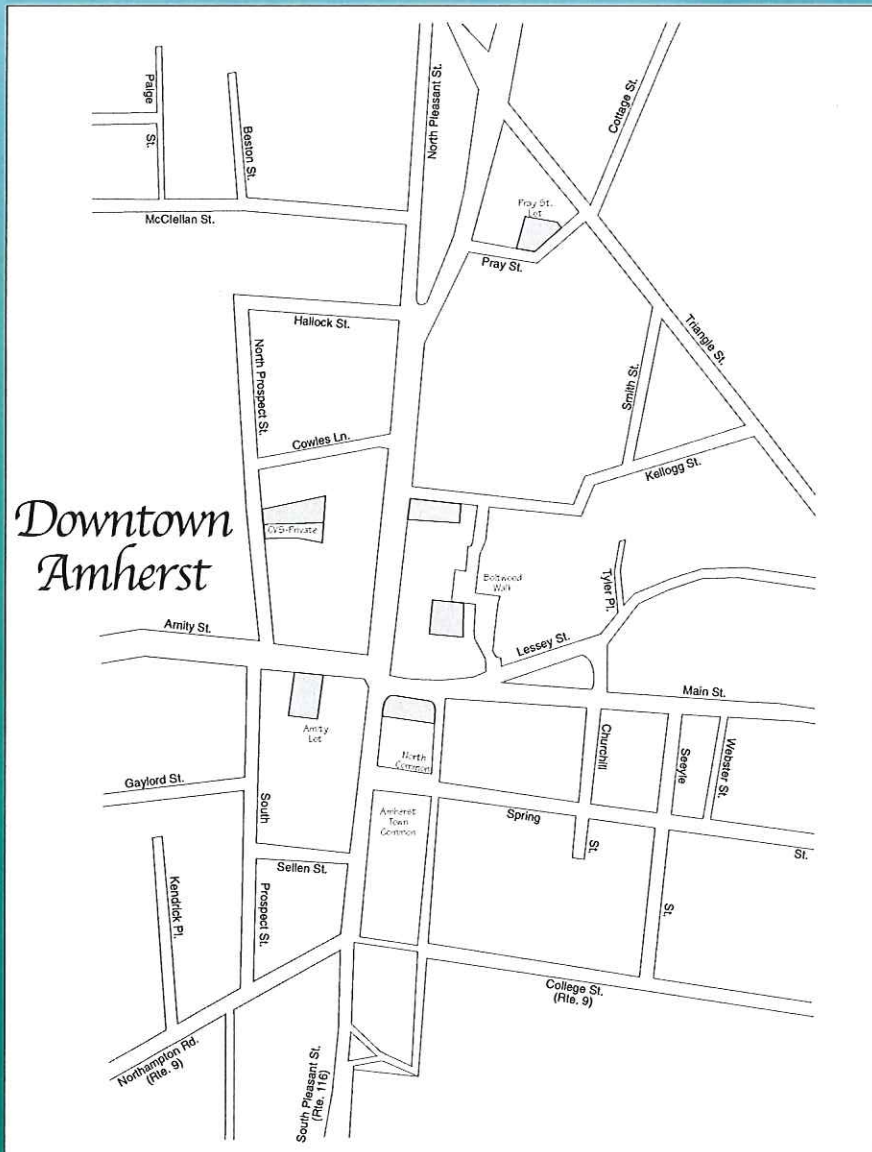 Paige
St.
Beston St.
North Pleasant St.
Cottage St.
McClellan St.
Pray St.
Lot
Pray St.
Hallock St.
Triangle St.
North Prospect St.
Smith St.
Cowles Ln.
Kellogg St.
Downtown
Amherst
CVS-Private
Boltwood
Walk
Tyler Pl.
Amity St.
Lessey St.
Main St.
Amity
Lot
North
Common
Churchill
Seeyle
Webster St.
Gaylord St.
South
Amherst
Town
Common
Spring
St.
St.
Sellen St.
Kendrick Pl.
Prospect St.
St.
College St.
(Rte. 9)
Northampton Rd.
(Rte. 9)
South Pleasant St.
(Rte. 116)